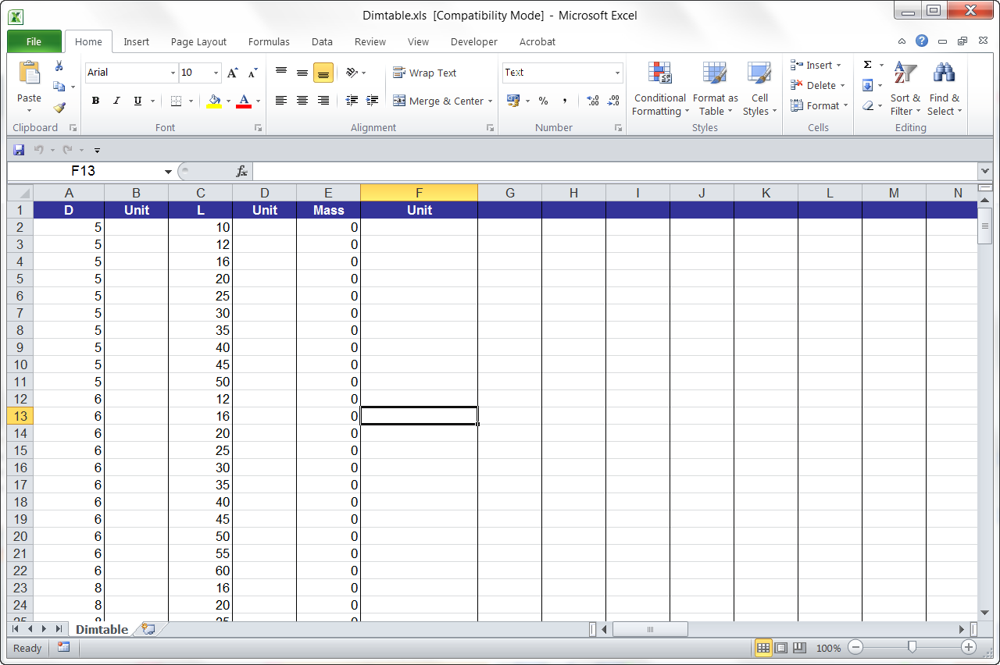 Dimtable.xls [Compatibility Mode] - Microsoft Excel
File Home Insert Page Layout Formulas Data Review View Developer Acrobat
Arial 10 A A Wrap Text Text Insert Σ
Paste Conditional Formatting Format as Table Cell Styles Delete Sort & Filter Find & Select
B I U A Merge & Center % , .00 .0 Format
Clipboard Font Alignment Number Styles Cells Editing
F13 fx
A B C D E F G H I J K L M N
1 D Unit L Unit Mass Unit
2 5 10 0
3 5 12 0
4 5 16 0
5 5 20 0
6 5 25 0
7 5 30 0
8 5 35 0
9 5 40 0
10 5 45 0
11 5 50 0
12 6 12 0
13 6 16 0
14 6 20 0
15 6 25 0
16 6 30 0
17 6 35 0
18 6 40 0
19 6 45 0
20 6 50 0
21 6 55 0
22 6 60 0
23 8 16 0
24 8 20 0
25 8 25 0
Dimtable
Ready 100%